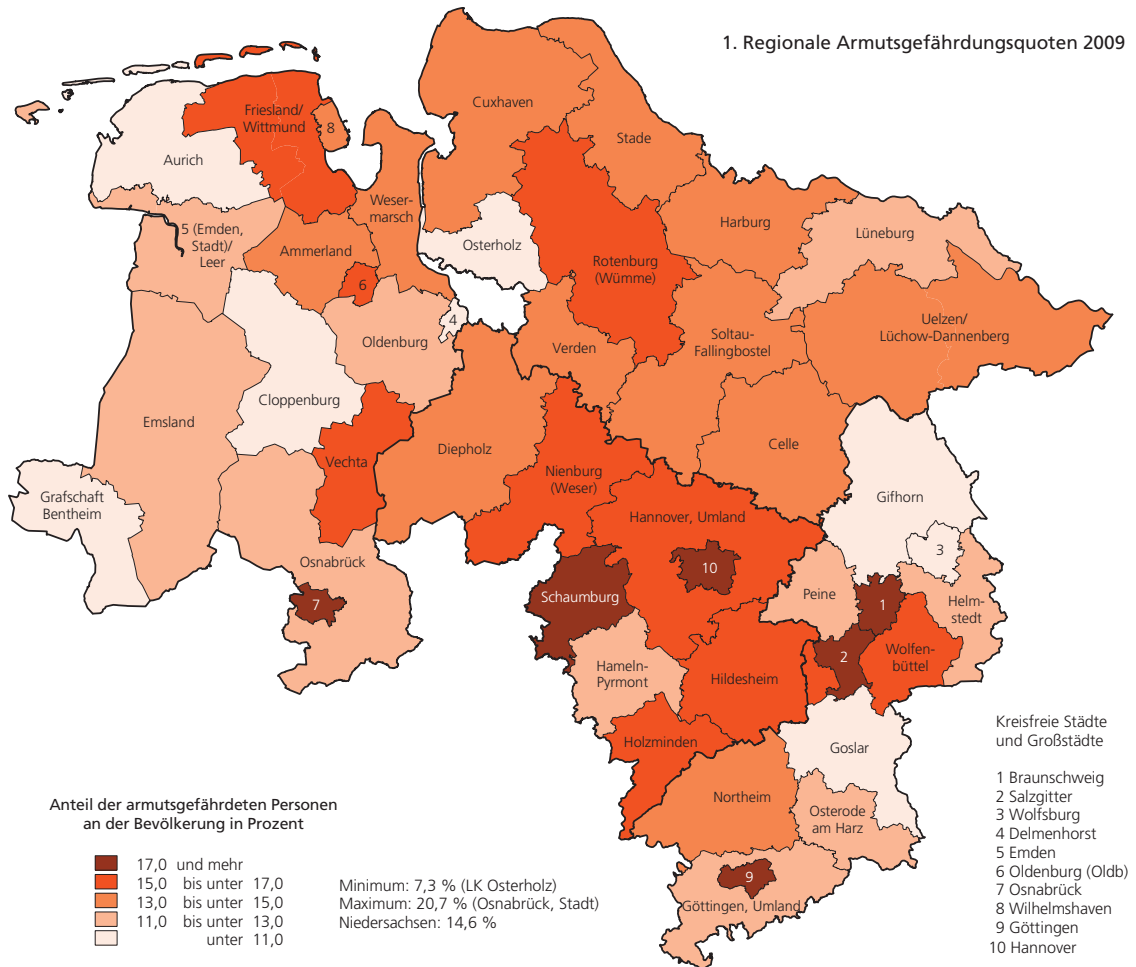 1. Regionale Armutsgefährdungsquoten 2009
Cuxhaven
Friesland/
Wittmund
8
Stade
Aurich
Weser-
marsch
Harburg
5 (Emden,
Stadt)/
Leer
Lüneburg
Osterholz
Ammerland
Rotenburg
(Wümme)
6
4
Uelzen/
Lüchow-Dannenberg
Soltau-
Fallingbostel
Oldenburg
Verden
Cloppenburg
Emsland
Celle
Diepholz
Vechta
Nienburg
(Weser)
Grafschaft
Bentheim
Gifhorn
Hannover, Umland
3
Osnabrück
10
Schaumburg
Peine
1
Helm-
stedt
7
2
Wolfen-
büttel
Hameln-
Pyrmont
Hildesheim
Holzminden
Goslar
Northeim
Osterode
am Harz
9
Göttingen, Umland
Anteil der armutsgefährdeten Personen
an der Bevölkerung in Prozent
17,0 und mehr
15,0 bis unter 17,0
13,0 bis unter 15,0
11,0 bis unter 13,0
unter 11,0
Minimum: 7,3 % (LK Osterholz)
Maximum: 20,7 % (Osnabrück, Stadt)
Niedersachsen: 14,6 %
Kreisfreie Städte
und Großstädte
1 Braunschweig
2 Salzgitter
3 Wolfsburg
4 Delmenhorst
5 Emden
6 Oldenburg (Oldb)
7 Osnabrück
8 Wilhelmshaven
9 Göttingen
10 Hannover